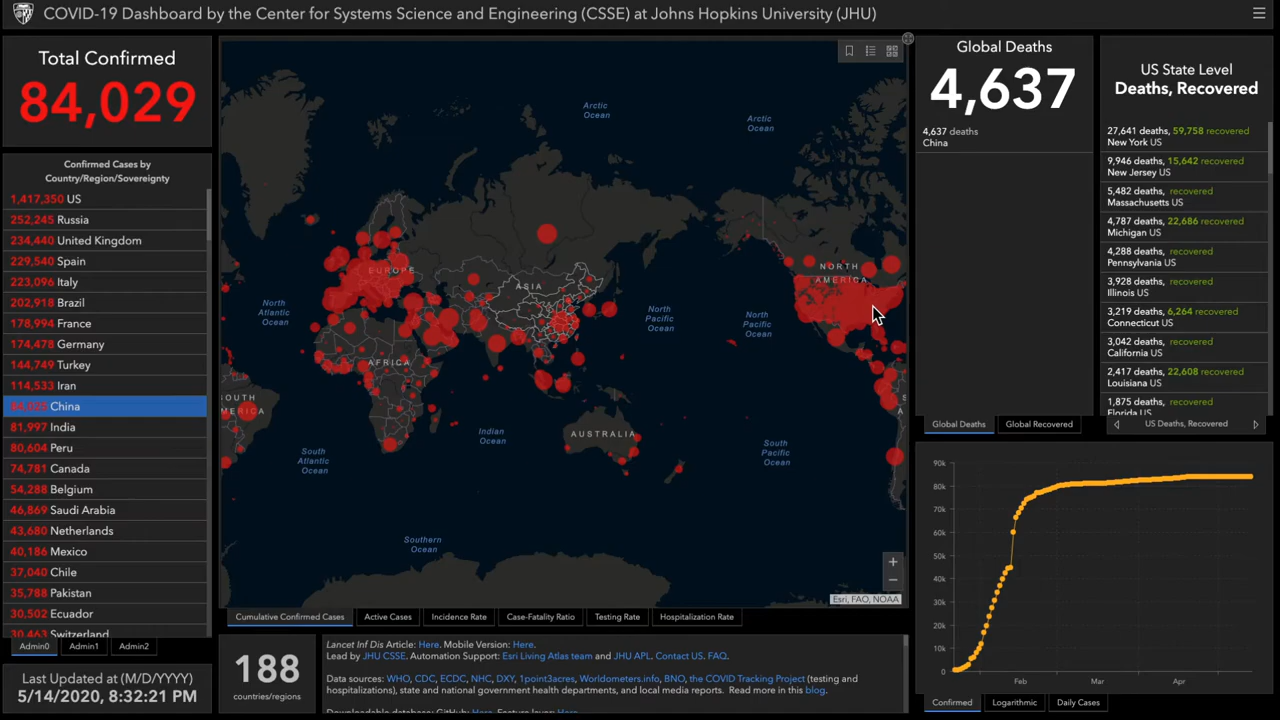 COVID-19 Dashboard by the Center for Systems Science and Engineering (CSSE) at Johns Hopkins University (JHU)
Total Confirmed
84,029
Confirmed Cases by
Country/Region/Sovereignty
1,417,350 US
252,245 Russia
234,440 United Kingdom
229,540 Spain
223,096 Italy
202,918 Brazil
178,994 France
174,478 Germany
144,749 Turkey
114,533 Iran
China
81,997 India
80,604 Peru
74,781 Canada
54,288 Belgium
46,869 Saudi Arabia
43,680 Netherlands
40,186 Mexico
37,040 Chile
35,788 Pakistan
30,502 Ecuador
30,463 Switzerland
Admin0
Admin1
Admin2
Last Updated at (M/D/YYYY)
5/14/2020, 8:32:21 PM
Arctic
Ocean
Arctic
Ocean
EUROPE
ASIA
NORTH
AMERICA
North
Atlantic
Ocean
North
Pacific
Ocean
North
Pacific
Ocean
AFRICA
OUTH
MERICA
S
AUSTRALIA
Indian
Ocean
South
Atlantic
Ocean
South
Pacific
Ocean
Southern
Ocean
+
−
Esri, FAO, NOAA
Cumulative Confirmed Cases
Active Cases
Incidence Rate
Case-Fatality Ratio
Testing Rate
Hospitalization Rate
188
countries/regions
Lancet Inf Dis Article: Here. Mobile Version: Here.
Lead by JHU CSSE. Automation Support: Esri Living Atlas team and JHU APL. Contact US. FAQ.
Data sources: WHO, CDC, ECDC, NHC, DXY, 1point3acres, Worldometers.info, BNO, the COVID Tracking Project (testing and
hospitalizations), state and national government health departments, and local media reports. Read more in this blog.
Downloadable database: GitHub: Here. Feature layer: Here.
Global Deaths
4,637
4,637 deaths
China
Global Deaths
Global Recovered
US State Level
Deaths, Recovered
27,641 deaths, 59,758 recovered
New York US
9,946 deaths, 15,642 recovered
New Jersey US
5,482 deaths, recovered
Massachusetts US
4,787 deaths, 22,686 recovered
Michigan US
4,288 deaths, recovered
Pennsylvania US
3,928 deaths, recovered
Illinois US
3,219 deaths, 6,264 recovered
Connecticut US
3,042 deaths, recovered
California US
2,417 deaths, 22,608 recovered
Louisiana US
1,875 deaths, recovered
Florida US
US Deaths, Recovered
90k
80k
70k
60k
50k
40k
30k
20k
10k
0
Feb
Mar
Apr
Confirmed
Logarithmic
Daily Cases